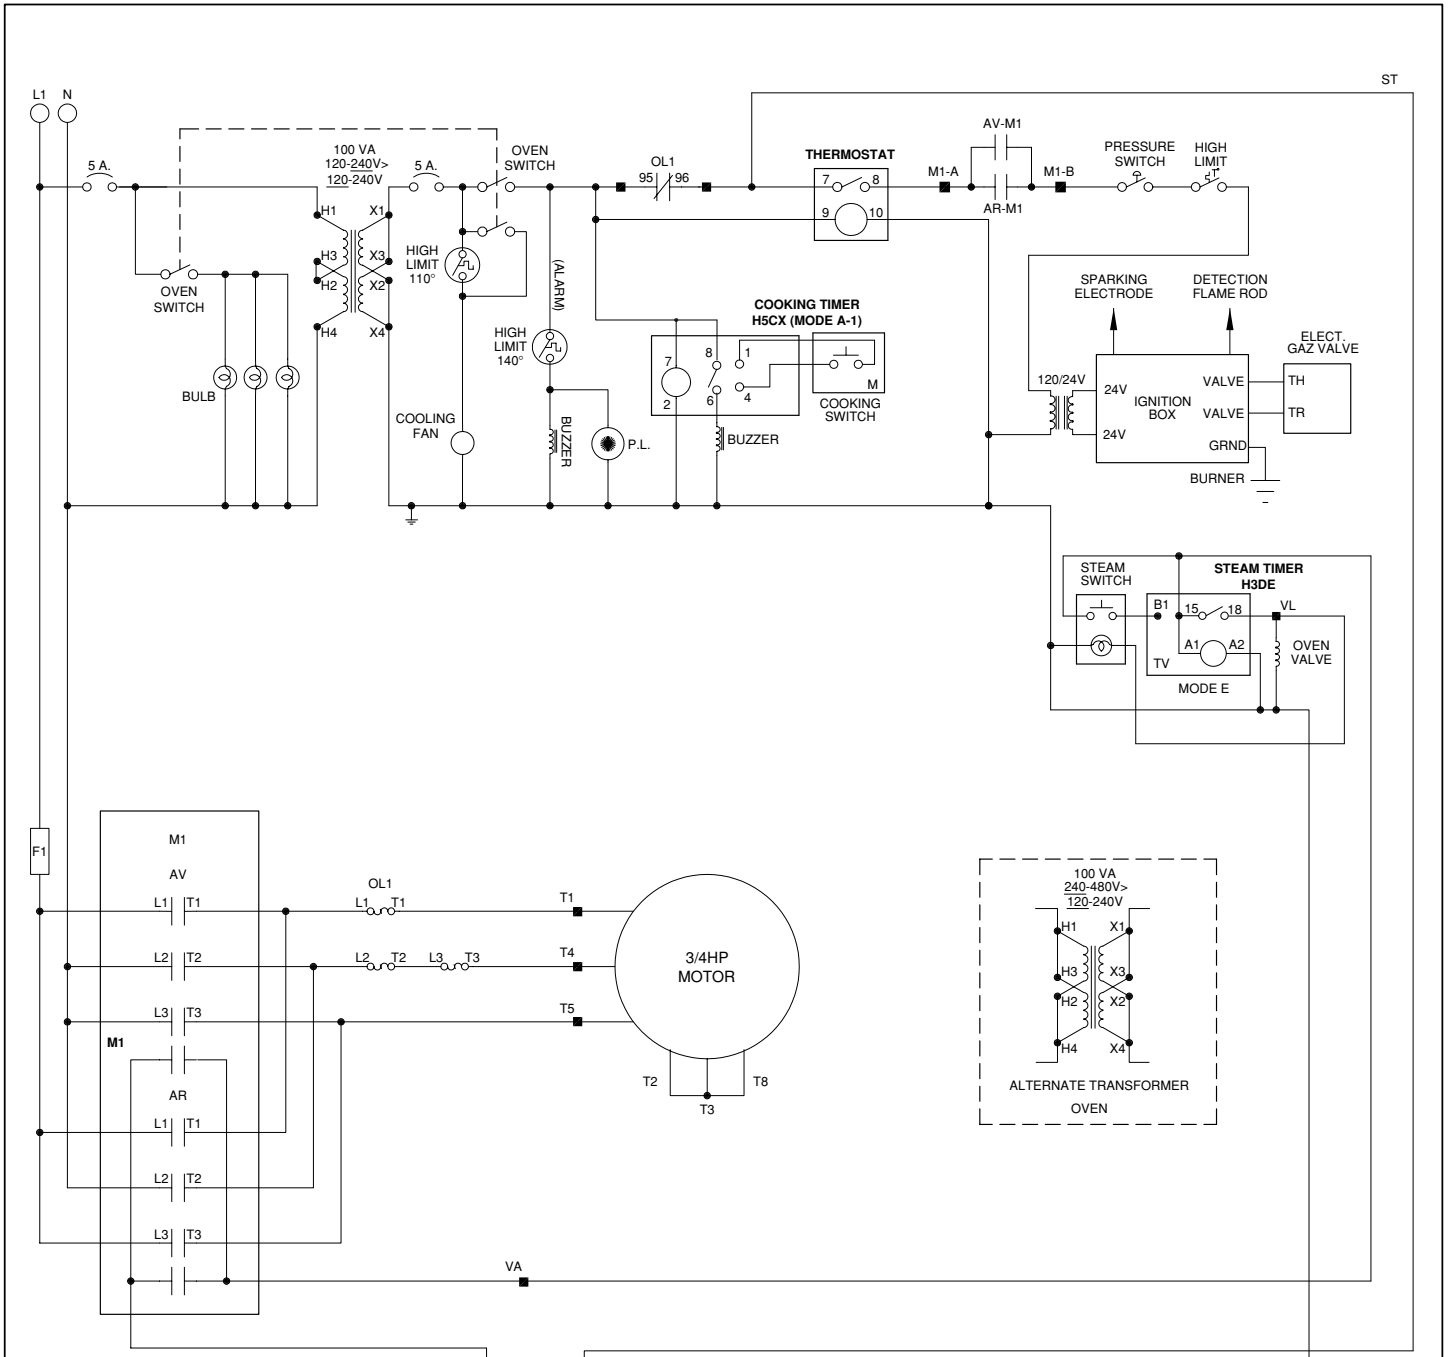 ST
L1 N
5 A.
100 VA
120-240V>
120-240V
5 A.
OVEN
SWITCH
OL1
95 96
THERMOSTAT
7 8
9 10
M1-A
AV-M1
AR-M1
M1-B
PRESSURE
SWITCH
HIGH
LIMIT
T°
H1 X1
H3 X3
H2 X2
H4 X4
OVEN
SWITCH
BULB
HIGH
LIMIT
110°
COOLING
FAN
(ALARM)
HIGH
LIMIT
140°
BUZZER
P.L.
COOKING TIMER
H5CX (MODE A-1)
7 8 1
2 6 4
M
COOKING
SWITCH
BUZZER
SPARKING
ELECTRODE
DETECTION
FLAME ROD
ELECT.
GAZ VALVE
120/24V
24V
24V
IGNITION
BOX
VALVE
VALVE
GRND
TH
TR
BURNER
STEAM
SWITCH
STEAM TIMER
H3DE
B1 15 18 VL
A1 A2
TV
OVEN
VALVE
MODE E
F1
M1
AV
L1 T1
L2 T2
L3 T3
M1
AR
L1 T1
L2 T2
L3 T3
OL1
L1 T1
L2 T2 L3 T3
T1
T4
T5
3/4HP
MOTOR
T2 T8
T3
VA
100 VA
240-480V>
120-240V
H1 X1
H3 X3
H2 X2
H4 X4
ALTERNATE TRANSFORMER
OVEN